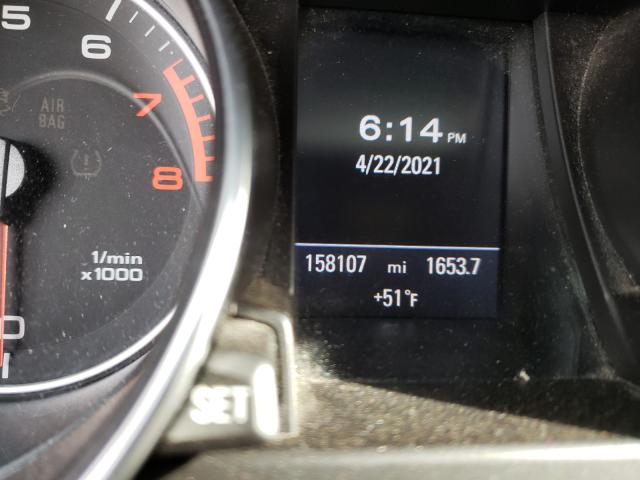 5
6
7
8
AIR
BAG
1/min
x1000
0
6:14 PM
4/22/2021
158107 mi 1653.7
+51°F
SET